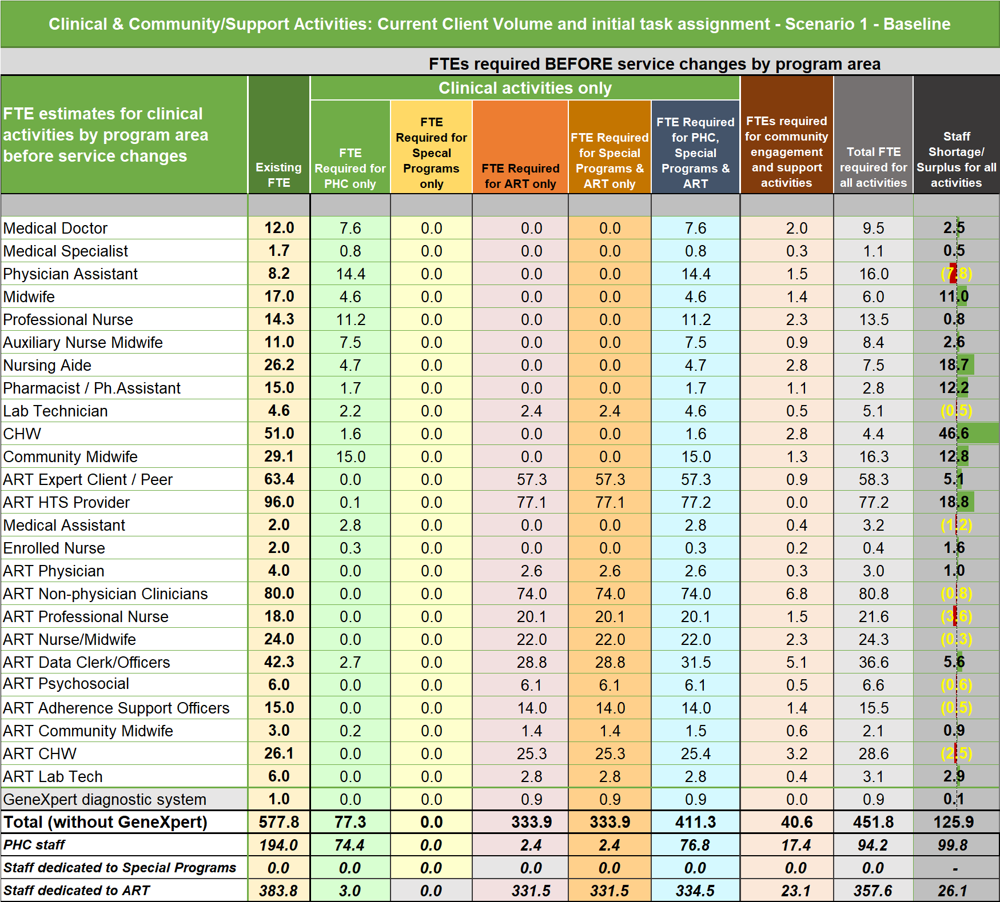 Clinical & Community/Support Activities: Current Client Volume and initial task assignment - Scenario 1 - Baseline
FTEs required BEFORE service changes by program area
FTE estimates for clinical
activities by program area
before service changes
Existing
FTE
Clinical activities only
FTE
Required for
PHC only
FTE
Required for
Specal
Programs
only
FTE Required
for ART only
FTE Required
for Special
Programs &
ART only
FTE Required
for PHC,
Special
Programs &
ART
FTEs required
for community
engagement
and support
activities
Total FTE
required for
all activities
Staff
Shortage/
Surplus for all
activities
Medical Doctor 12.0 7.6 0.0 0.0 0.0 7.6 2.0 9.5 2.5
Medical Specialist 1.7 0.8 0.0 0.0 0.0 0.8 0.3 1.1 0.5
Physician Assistant 8.2 14.4 0.0 0.0 0.0 14.4 1.5 16.0 (7.8)
Midwife 17.0 4.6 0.0 0.0 0.0 4.6 1.4 6.0 11.0
Professional Nurse 14.3 11.2 0.0 0.0 0.0 11.2 2.3 13.5 0.8
Auxiliary Nurse Midwife 11.0 7.5 0.0 0.0 0.0 7.5 0.9 8.4 2.6
Nursing Aide 26.2 4.7 0.0 0.0 0.0 4.7 2.8 7.5 18.7
Pharmacist / Ph.Assistant 15.0 1.7 0.0 0.0 0.0 1.7 1.1 2.8 12.2
Lab Technician 4.6 2.2 0.0 2.4 2.4 4.6 0.5 5.1 (0.5)
CHW 51.0 1.6 0.0 0.0 0.0 1.6 2.8 4.4 46.6
Community Midwife 29.1 15.0 0.0 0.0 0.0 15.0 1.3 16.3 12.8
ART Expert Client / Peer 63.4 0.0 0.0 57.3 57.3 57.3 0.9 58.3 5.1
ART HTS Provider 96.0 0.1 0.0 77.1 77.1 77.2 0.0 77.2 18.8
Medical Assistant 2.0 2.8 0.0 0.0 0.0 2.8 0.4 3.2 (1.2)
Enrolled Nurse 2.0 0.3 0.0 0.0 0.0 0.3 0.2 0.4 1.6
ART Physician 4.0 0.0 0.0 2.6 2.6 2.6 0.3 3.0 1.0
ART Non-physician Clinicians 80.0 0.0 0.0 74.0 74.0 74.0 6.8 80.8 (0.8)
ART Professional Nurse 18.0 0.0 0.0 20.1 20.1 20.1 1.5 21.6 (3.6)
ART Nurse/Midwife 24.0 0.0 0.0 22.0 22.0 22.0 2.3 24.3 (0.3)
ART Data Clerk/Officers 42.3 2.7 0.0 28.8 28.8 31.5 5.1 36.6 5.6
ART Psychosocial 6.0 0.0 0.0 6.1 6.1 6.1 0.5 6.6 (0.6)
ART Adherence Support Officers 15.0 0.0 0.0 14.0 14.0 14.0 1.4 15.5 (0.5)
ART Community Midwife 3.0 0.2 0.0 1.4 1.4 1.5 0.6 2.1 0.9
ART CHW 26.1 0.0 0.0 25.3 25.3 25.4 3.2 28.6 (2.5)
ART Lab Tech 6.0 0.0 0.0 2.8 2.8 2.8 0.4 3.1 2.9
GeneXpert diagnostic system 1.0 0.0 0.0 0.9 0.9 0.9 0.0 0.9 0.1
Total (without GeneXpert) 577.8 77.3 0.0 333.9 333.9 411.3 40.6 451.8 125.9
PHC staff 194.0 74.4 0.0 2.4 2.4 76.8 17.4 94.2 99.8
Staff dedicated to Special Programs 0.0 0.0 0.0 0.0 0.0 0.0 0.0 0.0 -
Staff dedicated to ART 383.8 3.0 0.0 331.5 331.5 334.5 23.1 357.6 26.1